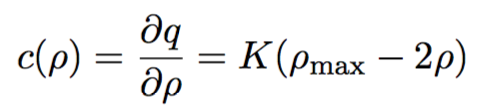 c(ρ) = ∂q/∂ρ = K(ρ_max − 2ρ)